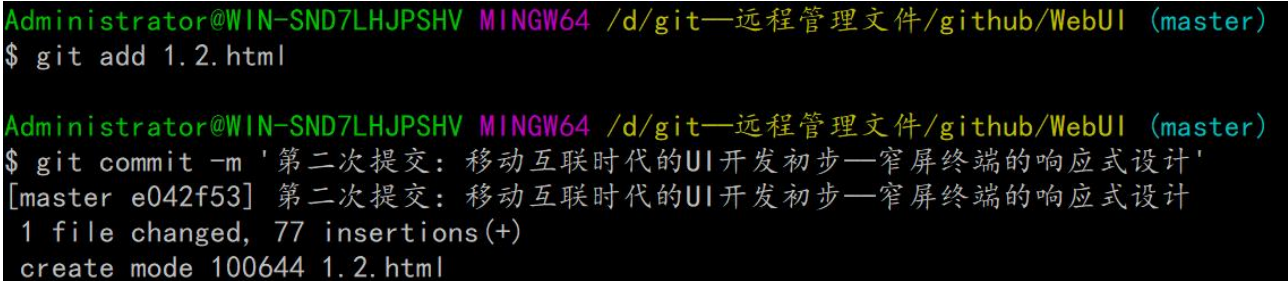 Administrator@WIN-SND7LHJPSHV MINGW64 /d/git—远程管理文件/github/WebUI (master)
$ git add 1.2.html
Administrator@WIN-SND7LHJPSHV MINGW64 /d/git—远程管理文件/github/WebUI (master)
$ git commit -m '第二次提交：移动互联时代的UI开发初步—窄屏终端的响应式设计'
[master e042f53] 第二次提交：移动互联时代的UI开发初步—窄屏终端的响应式设计
1 file changed, 77 insertions(+)
create mode 100644 1.2.html